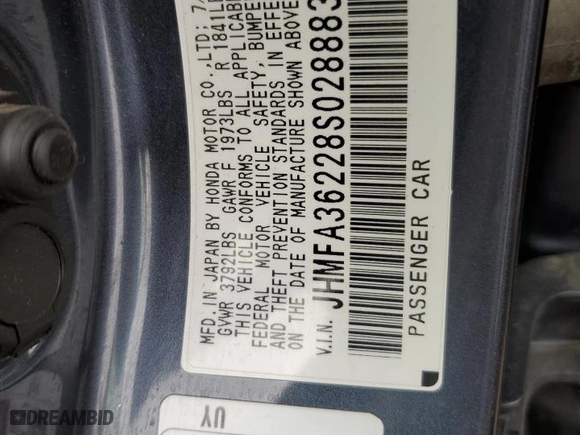 MFD. IN JAPAN BY HONDA MOTOR CO.,LTD; 7/
GVWR 3792LBS GAWR F 1973LBS R 1841L
THIS VEHICLE CONFORMS TO ALL APPLICAB
FEDERAL MOTOR VEHICLE SAFETY, BUMPE
AND THEFT PREVENTION STANDARDS IN EFFE
ON THE DATE OF MANUFACTURE SHOWN ABOVE
V.I.N. JHMFA36228S028883
PASSENGER CAR
UY
DREAMBID